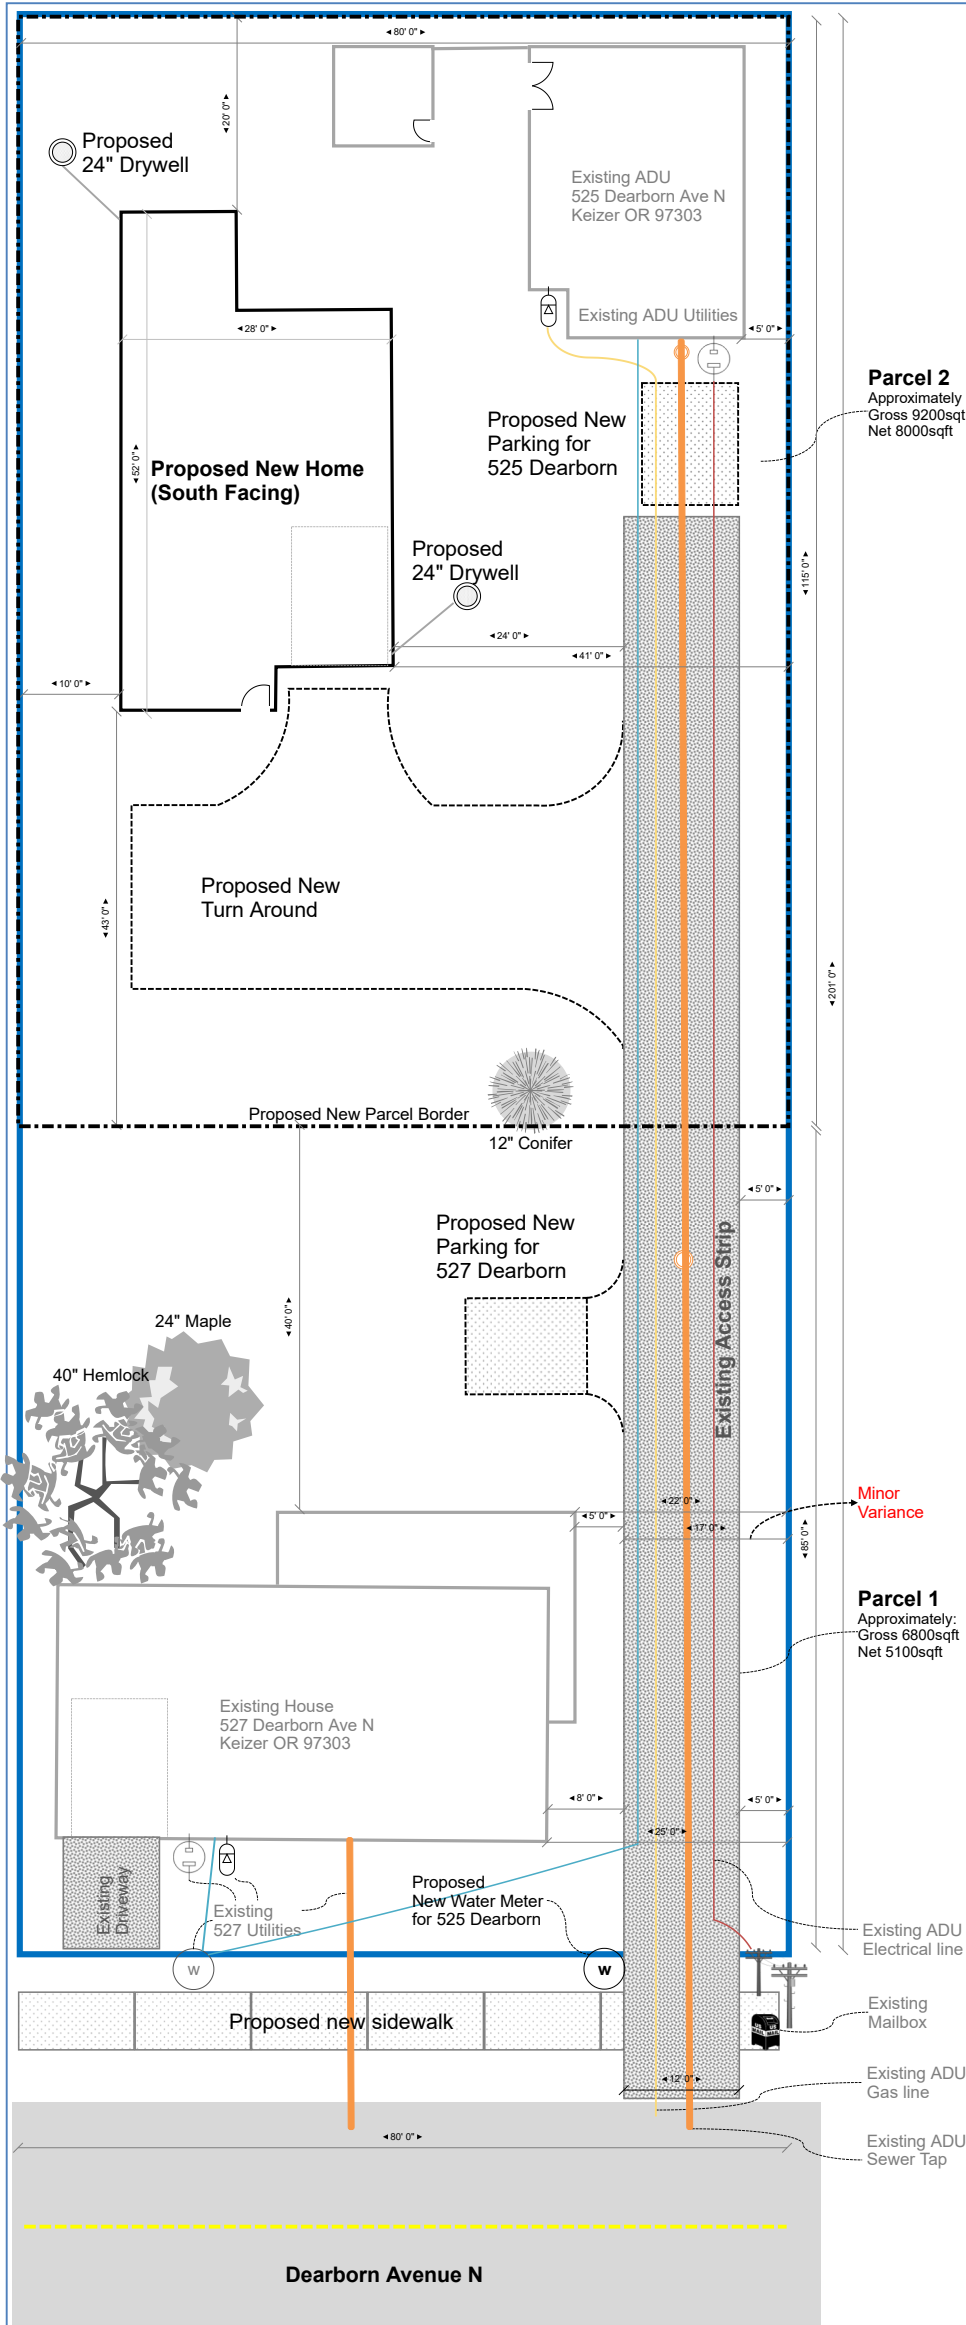 80' 0"
20' 0"
Proposed
24" Drywell
Existing ADU
525 Dearborn Ave N
Keizer OR 97303
Existing ADU Utilities
28' 0"
5' 0"
Parcel 2
Approximately
Gross 9200sqt
Net 8000sqft
Proposed New
Parking for
525 Dearborn
52' 0"
Proposed New Home
(South Facing)
Proposed
24" Drywell
115' 0"
24' 0"
41' 0"
10' 0"
Proposed New
Turn Around
43' 0"
201' 0"
Proposed New Parcel Border
12" Conifer
5' 0"
Proposed New
Parking for
527 Dearborn
Existing Access Strip
40' 0"
24" Maple
40" Hemlock
Minor
Variance
22' 0"
5' 0"
17' 0"
85' 0"
Parcel 1
Approximately:
Gross 6800sqft
Net 5100sqft
Existing House
527 Dearborn Ave N
Keizer OR 97303
8' 0"
5' 0"
25' 0"
Existing
Driveway
Existing
527 Utilities
Proposed
New Water Meter
for 525 Dearborn
Existing ADU
Electrical line
W
W
Existing
Mailbox
US
MAIL
US
MAIL
Proposed new sidewalk
12' 0"
Existing ADU
Gas line
80' 0"
Existing ADU
Sewer Tap
Dearborn Avenue N